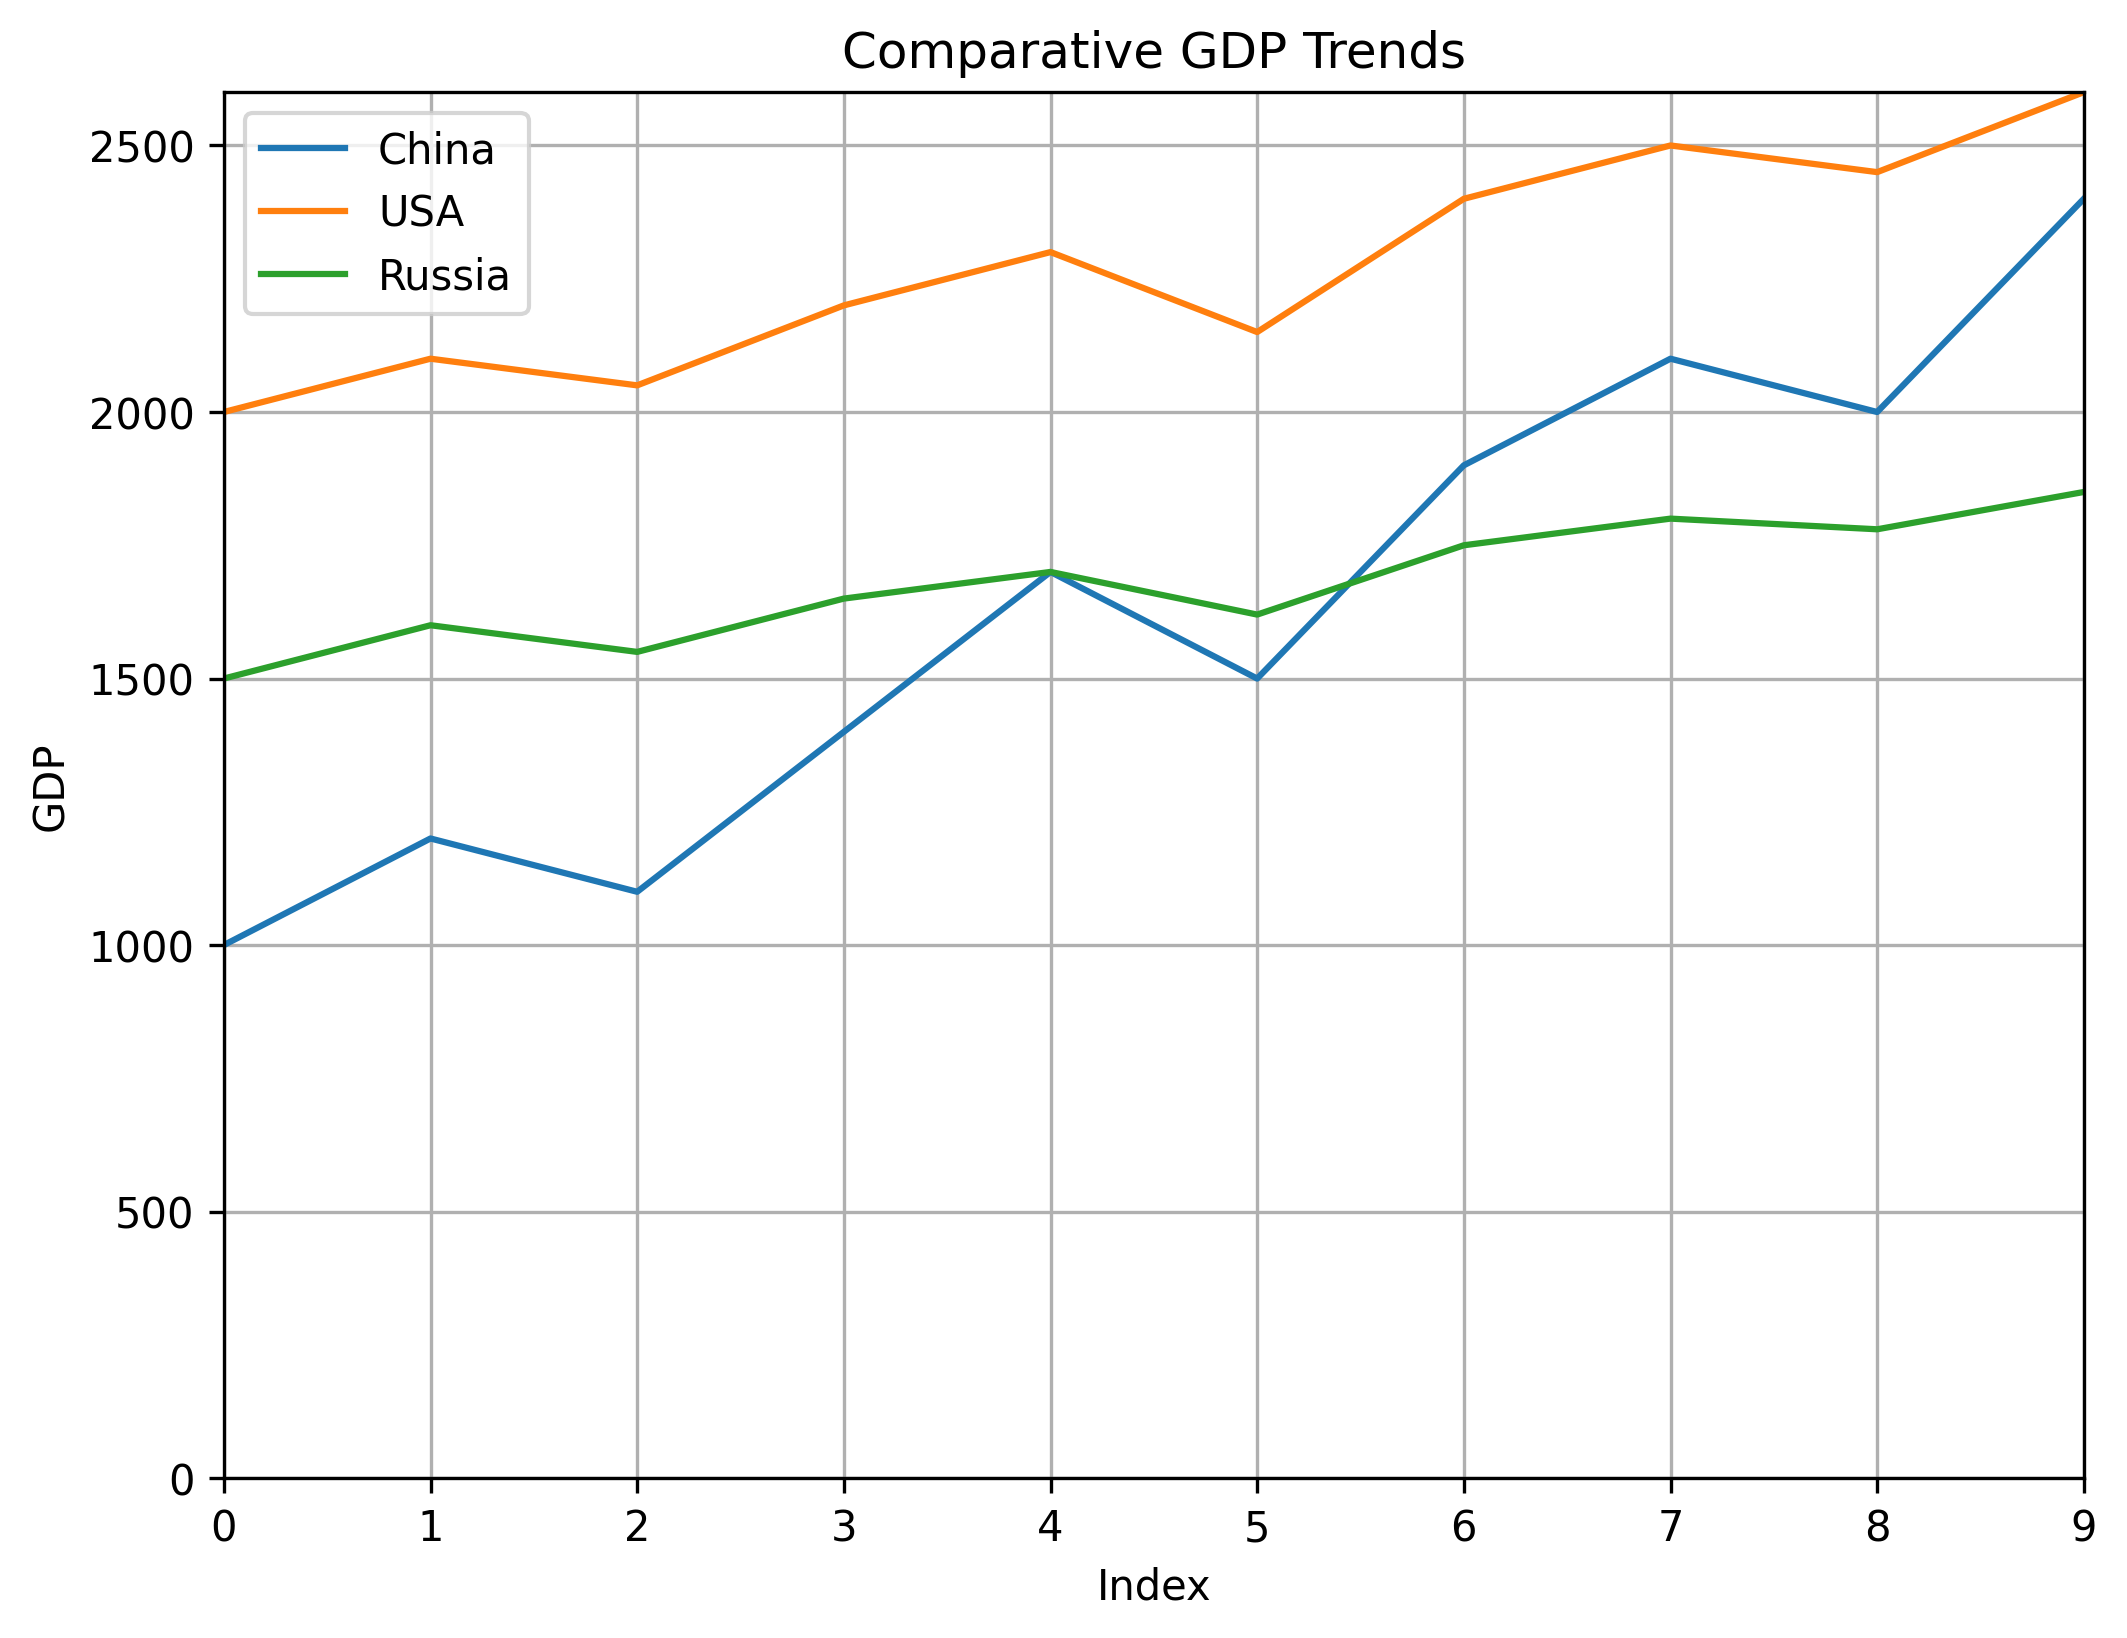 Comparative GDP Trends
China
USA
Russia
2500
2000
1500
1000
500
0
GDP
0 1 2 3 4 5 6 7 8 9
Index